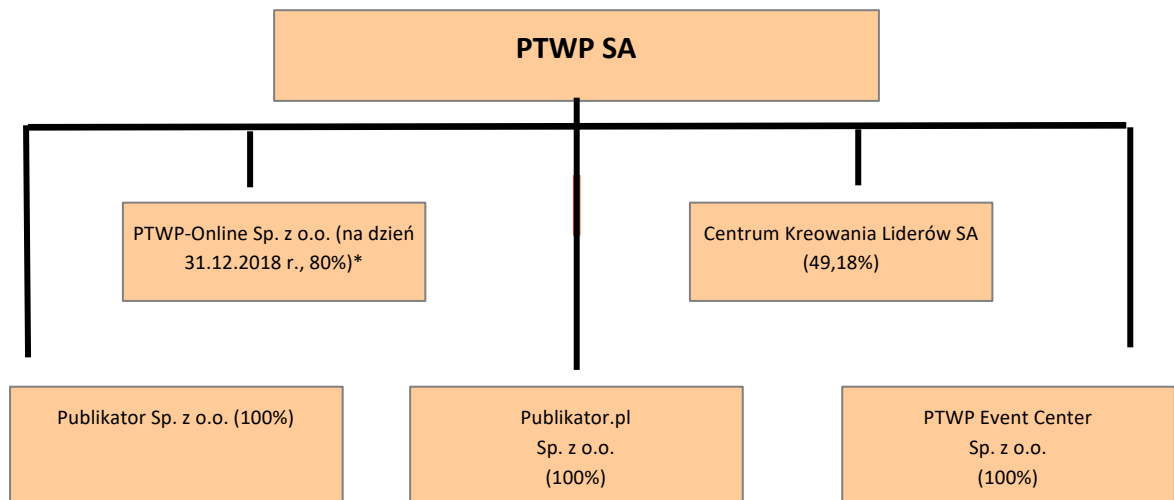 PTWP SA
PTWP-Online Sp. z o.o. (na dzień
31.12.2018 r., 80%)*
Centrum Kreowania Liderów SA
(49,18%)
Publikator Sp. z o.o. (100%)
Publikator.pl
Sp. z o.o.
(100%)
PTWP Event Center
Sp. z o.o.
(100%)